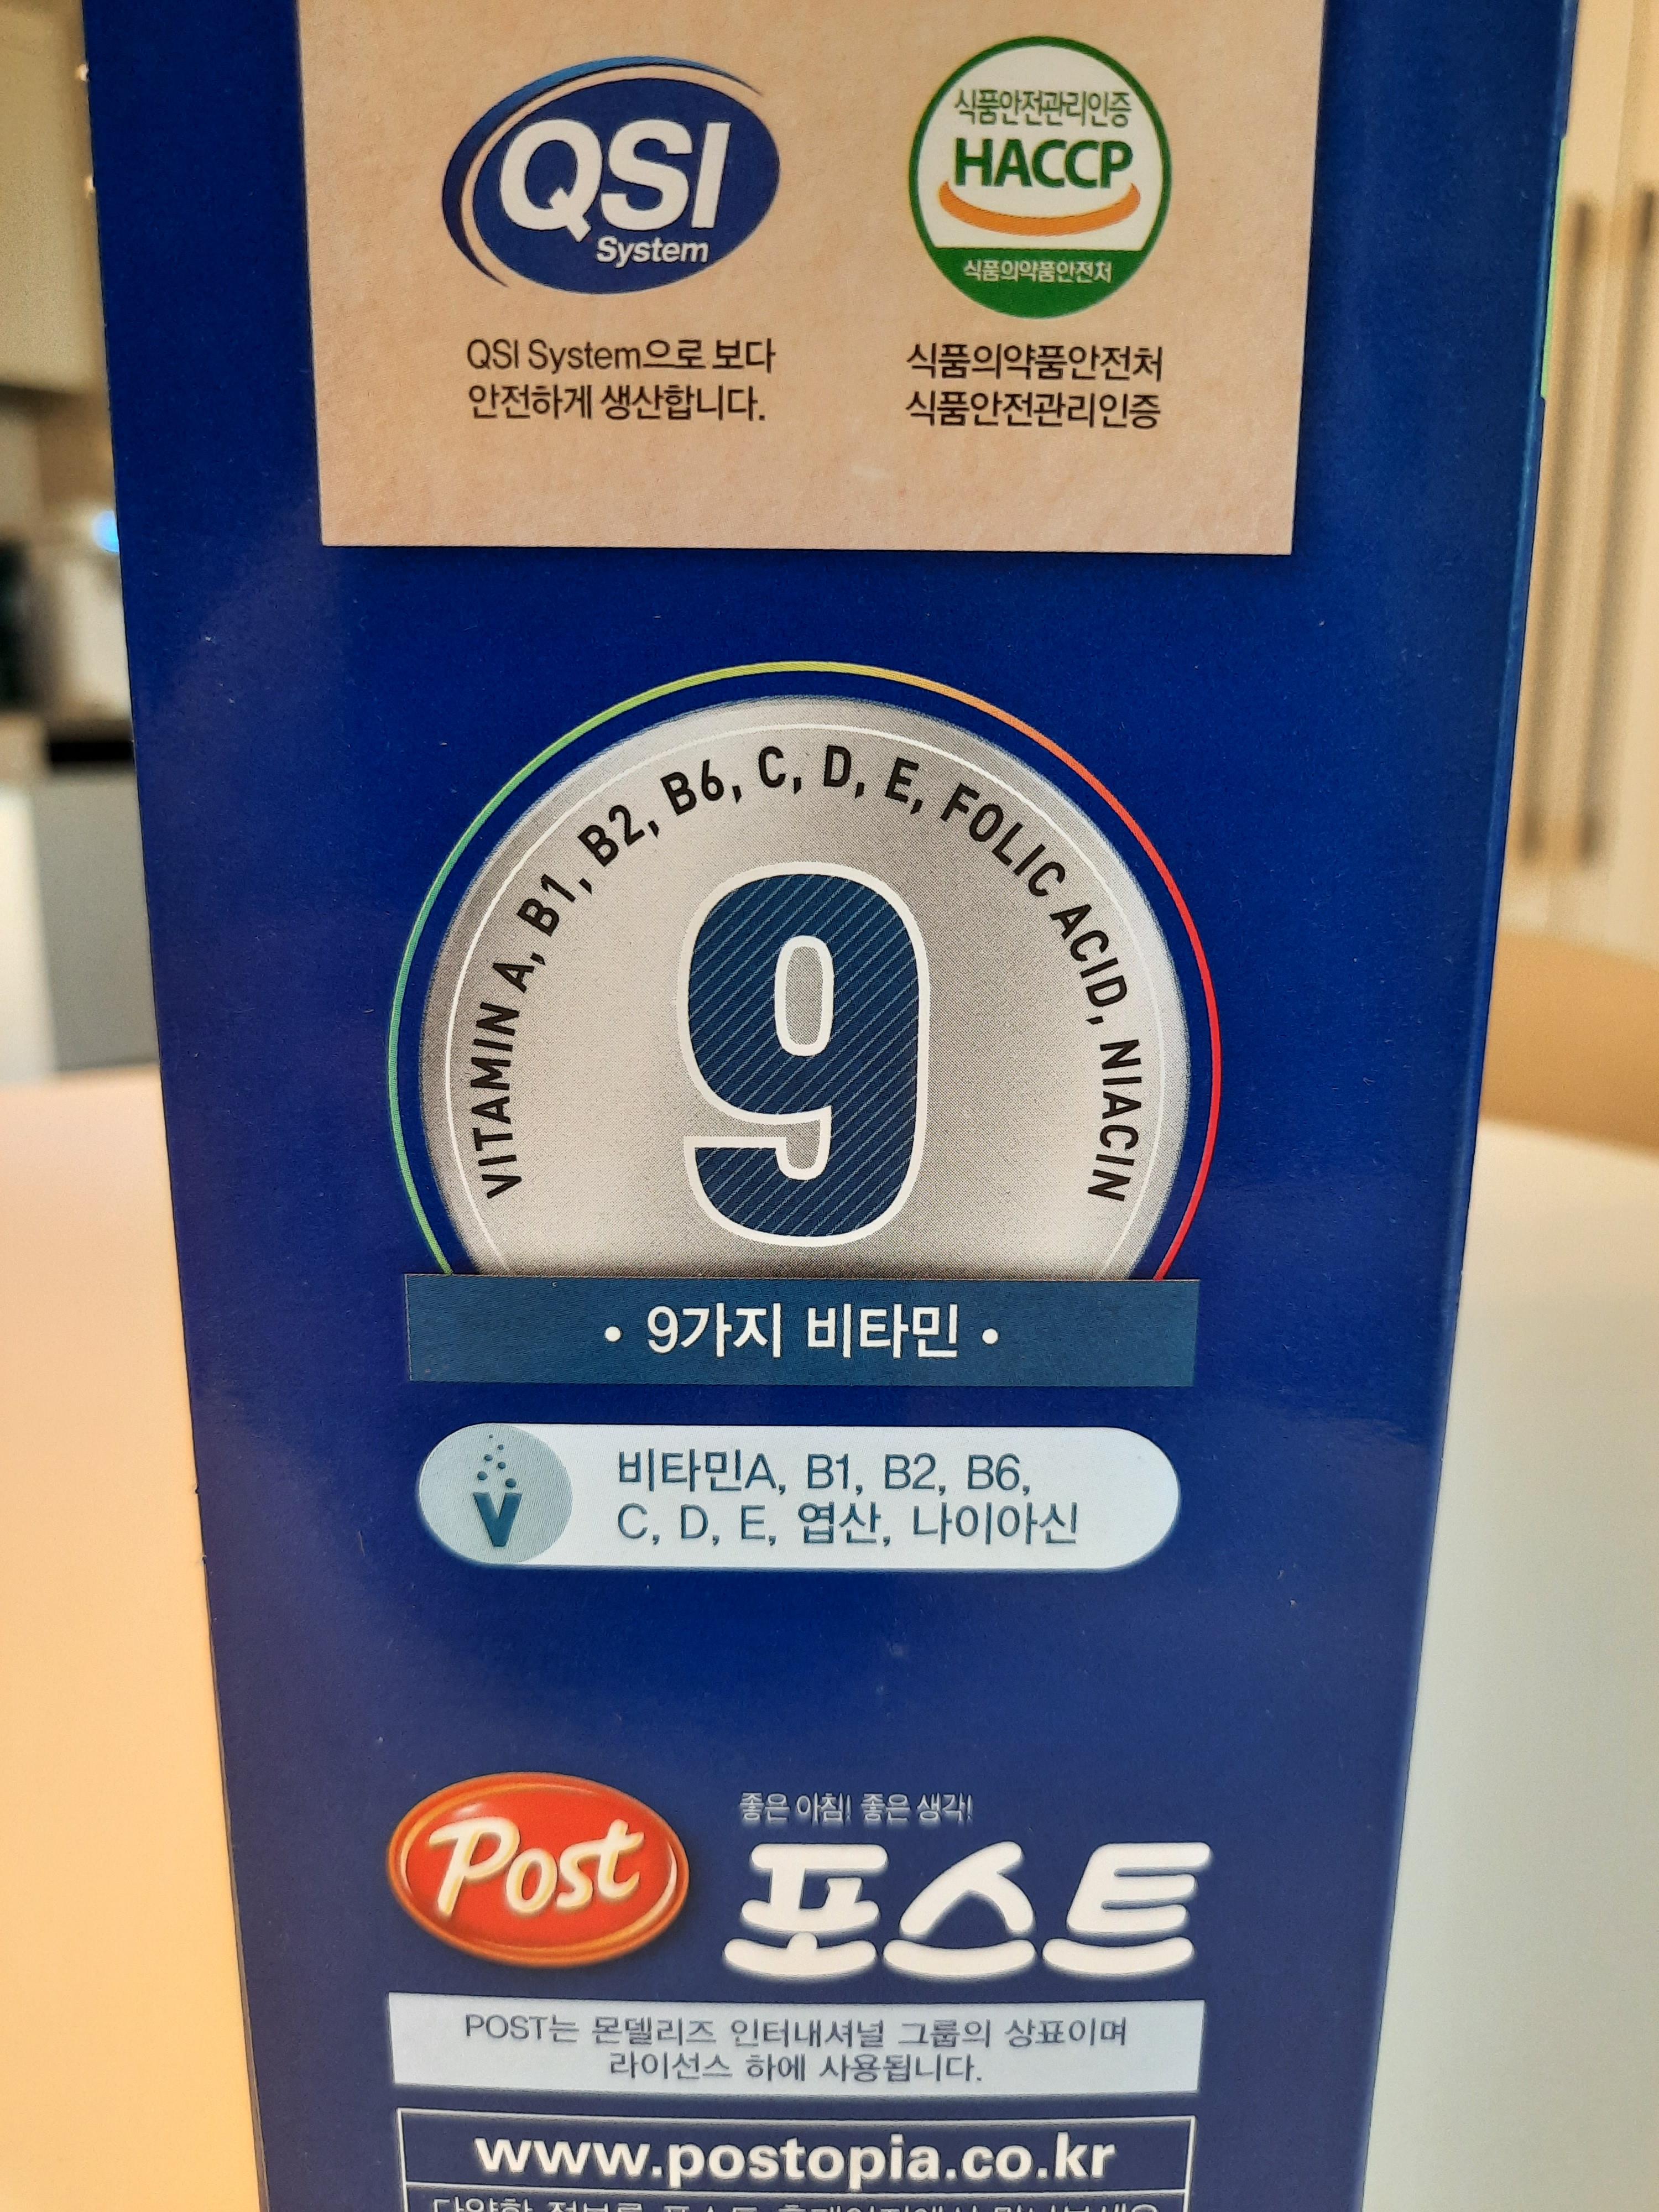 QSI
System
QSI System으로 보다
안전하게 생산합니다.
식품안전관리인증
HACCP
식품의약품안전처
식품의약품안전처
식품안전관리인증
VITAMIN A, B1, B2, B6, C, D, E, FOLIC ACID, NIACIN
9
• 9가지 비타민 •
V
비타민A, B1, B2, B6,
C, D, E, 엽산, 나이아신
Post
좋은 아침! 좋은 생각!
포스트
POST는 몬델리즈 인터내셔널 그룹의 상표이며
라이선스 하에 사용됩니다.
www.postopia.co.kr